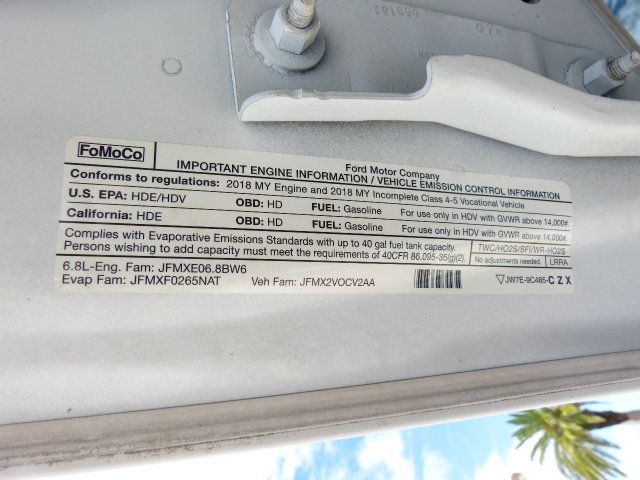 FoMoCo
Ford Motor Company
IMPORTANT ENGINE INFORMATION / VEHICLE EMISSION CONTROL INFORMATION
Conforms to regulations: 2018 MY Engine and 2018 MY Incomplete Class 4-5 Vocational Vehicle
U.S. EPA: HDE/HDV OBD: HD FUEL: Gasoline For use only in HDV with GVWR above 14,000#
California: HDE OBD: HD FUEL: Gasoline For use only in HDV with GVWR above 14,000#.
Complies with Evaporative Emissions Standards with up to 40 gal fuel tank capacity. TWC/HO2S/SFI/WR-HO2S
Persons wishing to add capacity must meet the requirements of 40CFR 86,095-35(g)(2). No adjustments needed. LRRA
6.8L-Eng. Fam: JFMXE06.8BW6
Evap Fam: JFMXF0265NAT Veh Fam: JFMX2VOCV2AA JW7E-9C485-CZX